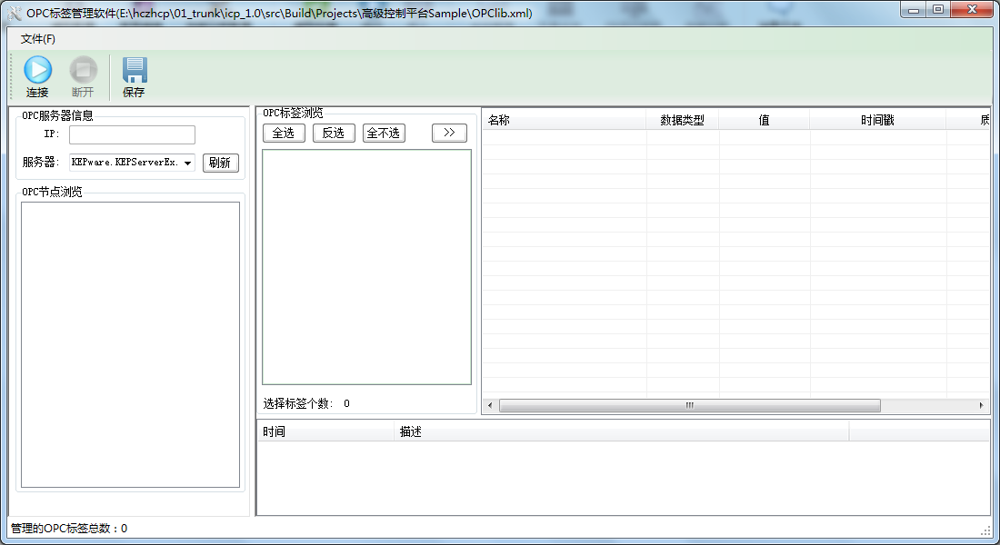 OPC标签管理软件(E:\hczhcp\01_trunk\icp_1.0\src\Build\Projects\高级控制平台Sample\OPClib.xml)
文件(F)
连接 断开 保存
OPC服务器信息
IP:
服务器: KEPware.KEPServerEx. 刷新
OPC节点浏览
OPC标签浏览
全选 反选 全不选 >>
选择标签个数: 0
名称 数据类型 值 时间戳
时间 描述
管理的OPC标签总数：0